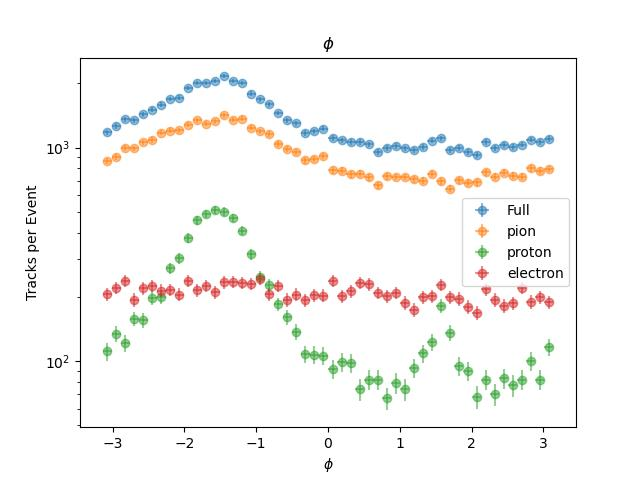 ϕ
10³
10²
Tracks per Event
Full
pion
proton
electron
−3 −2 −1 0 1 2 3
ϕ